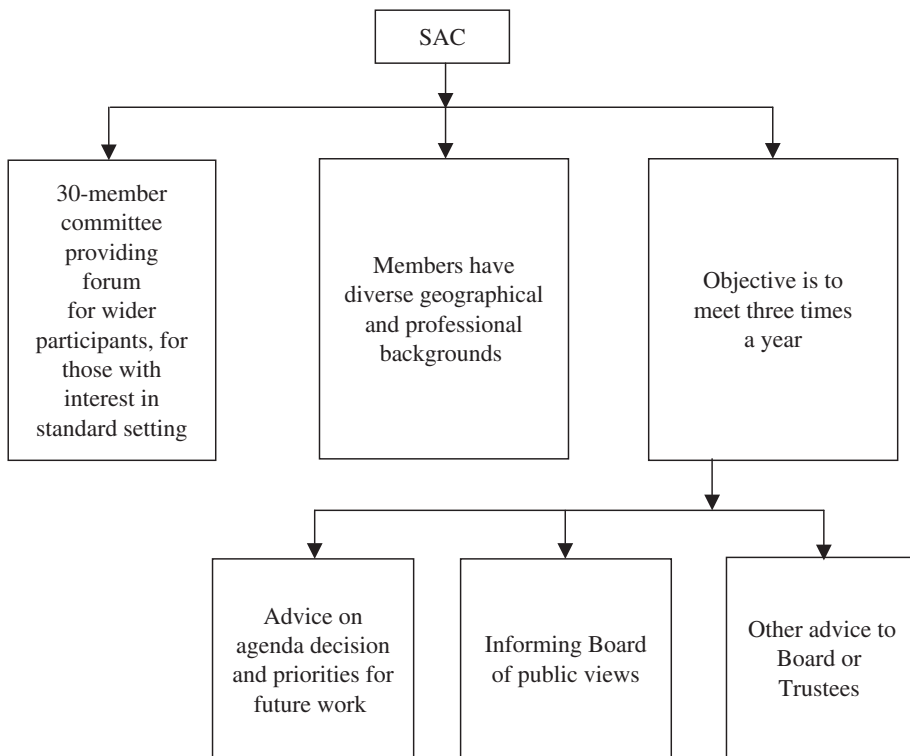 SAC
30-member
committee
providing
forum
for wider
participants, for
those with
interest in
standard setting
Members have
diverse geographical
and professional
backgrounds
Objective is to
meet three times
a year
Advice on
agenda decision
and priorities for
future work
Informing Board
of public views
Other advice to
Board or
Trustees